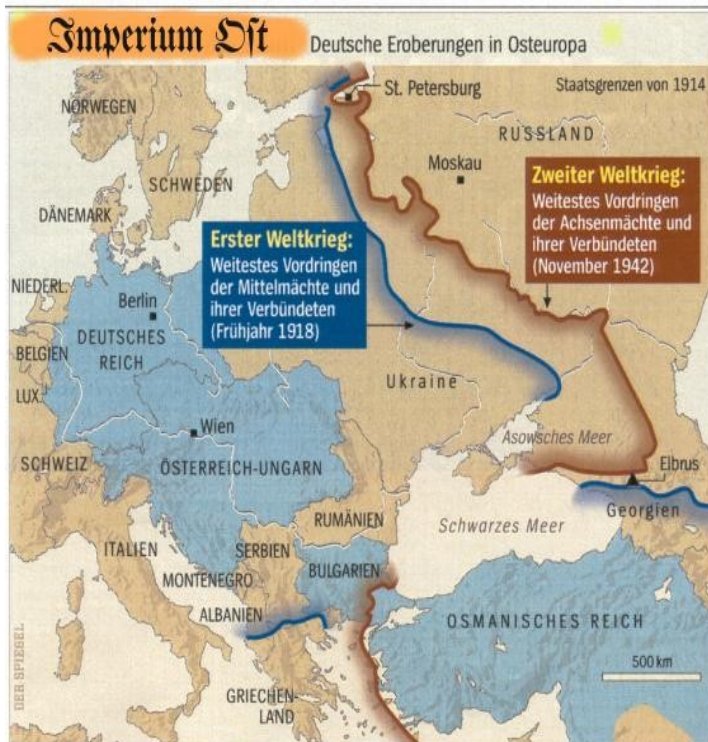 Imperium Ost
Deutsche Eroberungen in Osteuropa
Staatsgrenzen von 1914
St. Petersburg
NORWEGEN
RUSSLAND
Moskau
SCHWEDEN
Zweiter Weltkrieg:
Weitestes Vordringen
der Achsenmächte und
ihrer Verbündeten
(November 1942)
DÄNEMARK
Erster Weltkrieg:
Weitestes Vordringen
der Mittelmächte und
ihrer Verbündeten
(Frühjahr 1918)
NIEDERL.
Berlin
DEUTSCHES
REICH
BELGIEN
LUX.
Ukraine
Wien
Asowsches Meer
SCHWEIZ
ÖSTERREICH-UNGARN
Elbrus
Georgien
RUMÄNIEN
Schwarzes Meer
ITALIEN
SERBIEN
BULGARIEN
MONTENEGRO
ALBANIEN
OSMANISCHES REICH
500 km
GRIECHEN-
LAND
DER SPIEGEL